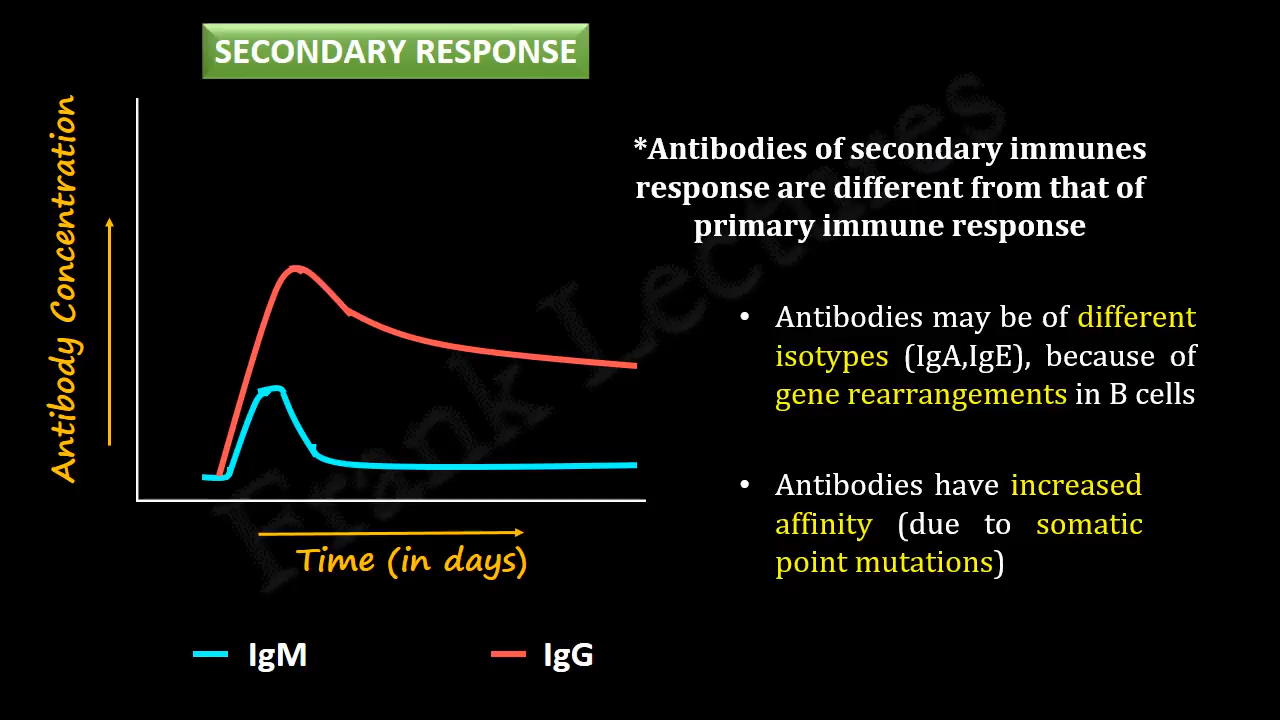 SECONDARY RESPONSE
Antibody Concentration
Time (in days)
IgM
IgG
*Antibodies of secondary immunes
response are different from that of
primary immune response
• Antibodies may be of different
isotypes (IgA,IgE), because of
gene rearrangements in B cells
• Antibodies have increased
affinity (due to somatic
point mutations)
Frank Lectures